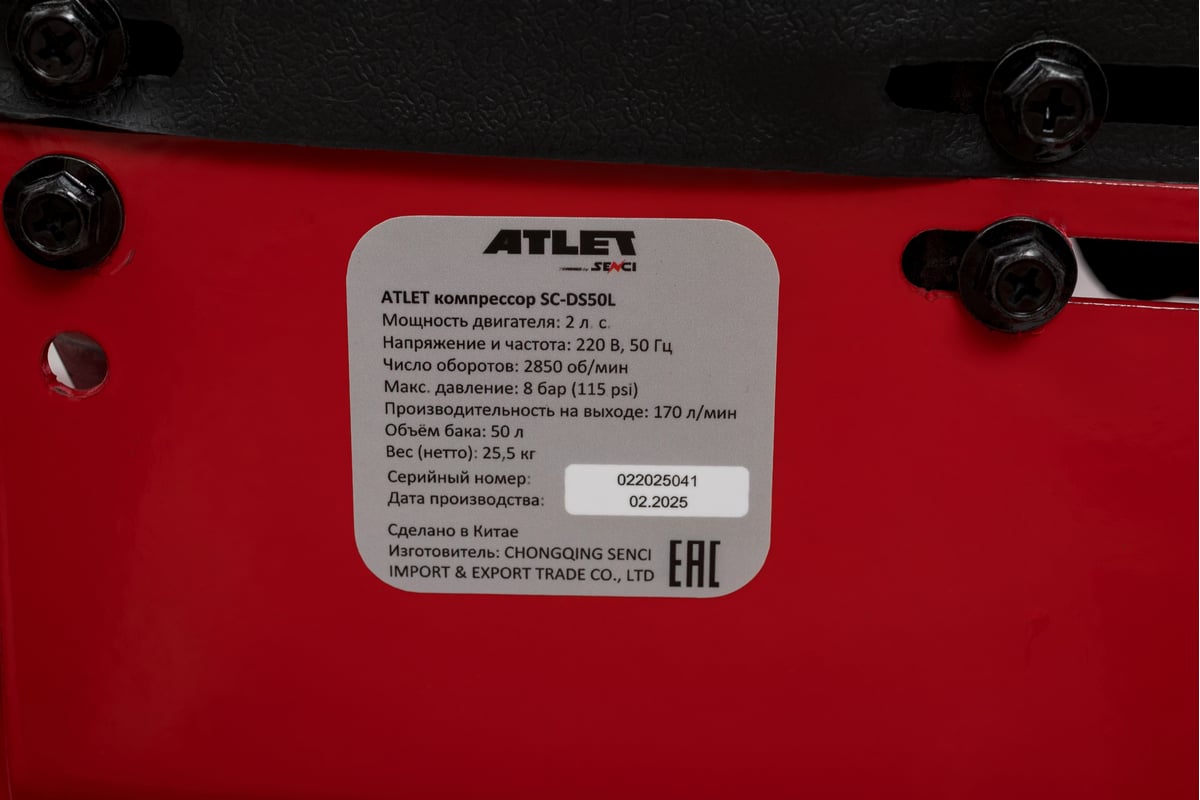 ATLET
POWERED BY SENCI
ATLET компрессор SC-DS50L
Мощность двигателя: 2 л. с.
Напряжение и частота: 220 В, 50 Гц
Число оборотов: 2850 об/мин
Макс. давление: 8 бар (115 psi)
Производительность на выходе: 170 л/мин
Объём бака: 50 л
Вес (нетто): 25,5 кг
Серийный номер: 022025041
Дата производства: 02.2025
Сделано в Китае
Изготовитель: CHONGQING SENCI
IMPORT & EXPORT TRADE CO., LTD
EAC